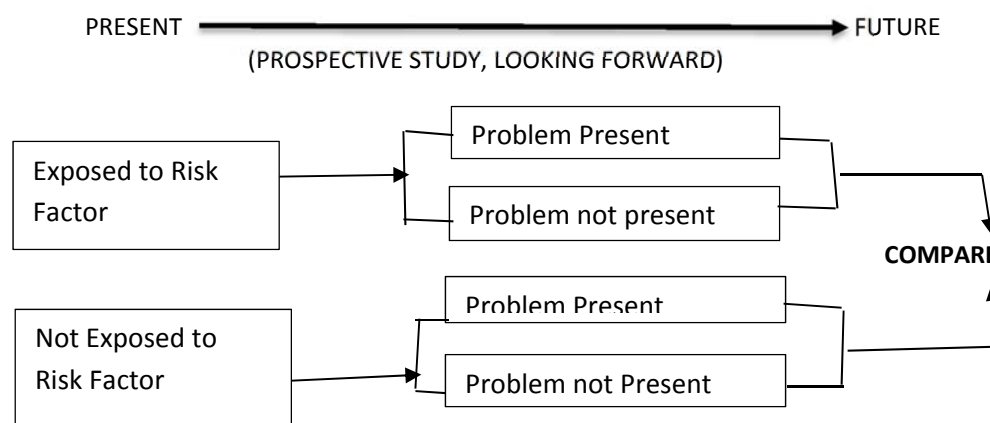 PRESENT FUTURE
(PROSPECTIVE STUDY, LOOKING FORWARD)
Problem Present
Exposed to Risk
Factor
Problem not present
COMPARE
Problem Present
Not Exposed to
Risk Factor
Problem not Present